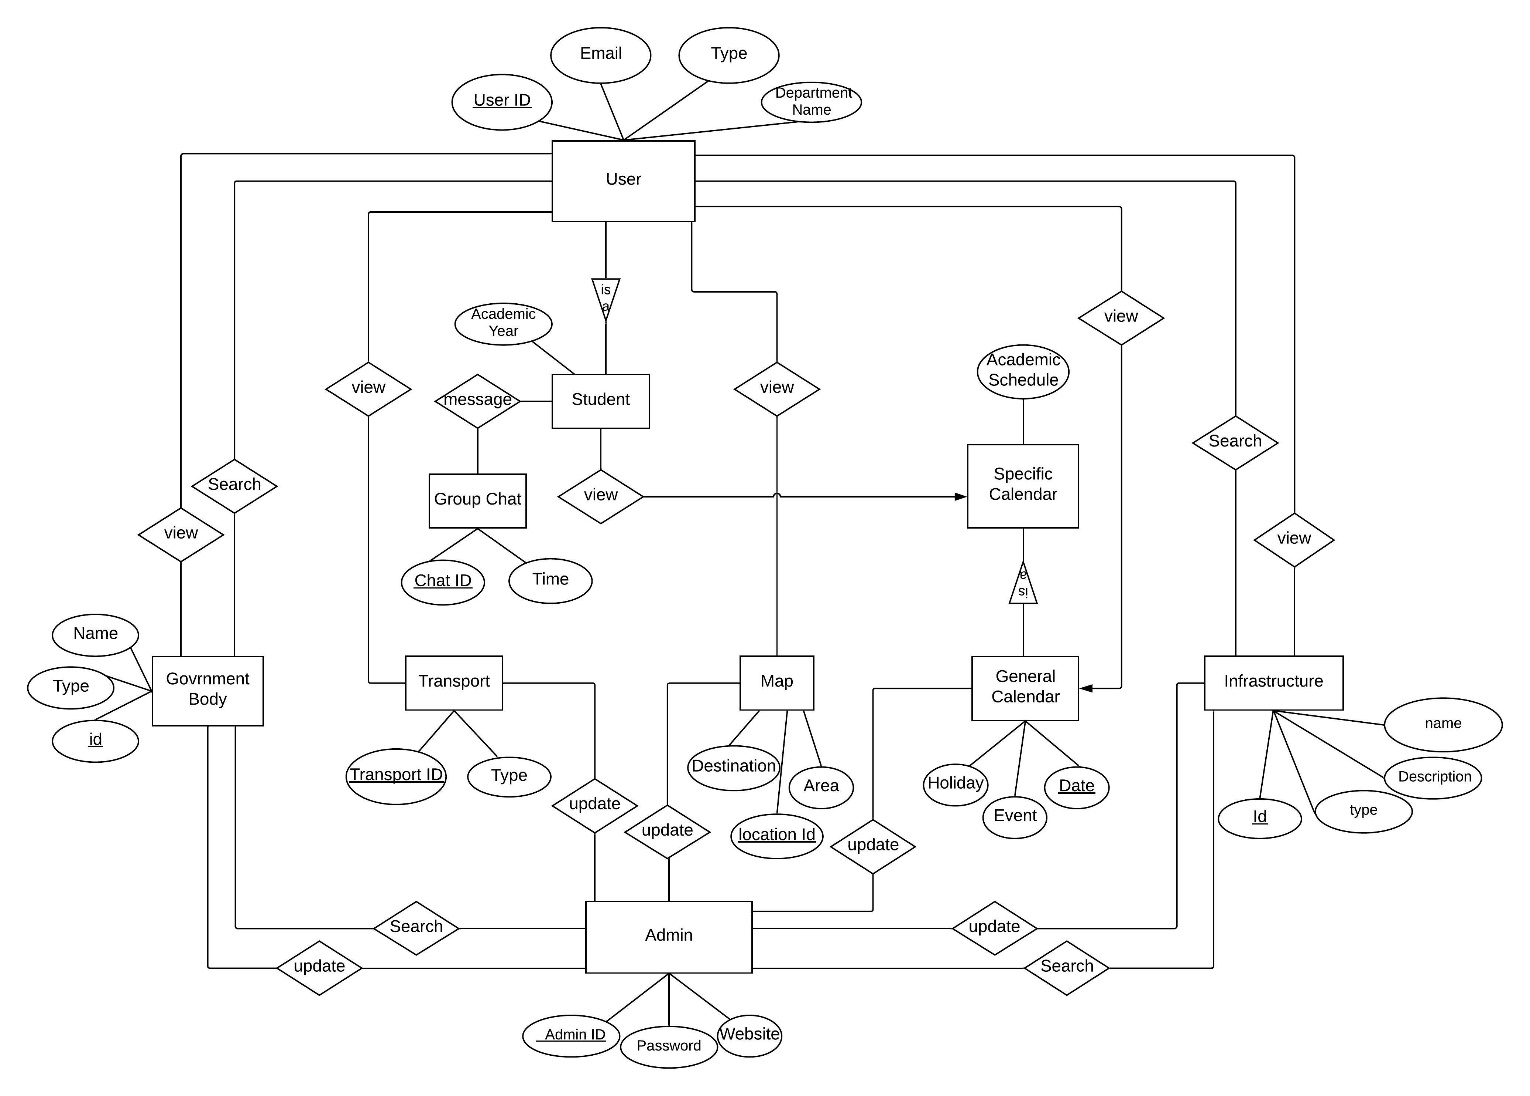 Email
Type
User ID
Department
Name
User
is
a
view
Academic
Year
view
view
Academic
Schedule
message
Student
Search
Specific
Calendar
Search
Group Chat
view
view
view
Chat ID
Time
is
a
Name
Type
id
Govrnment
Body
Transport
Map
General
Calendar
Infrastructure
name
Transport ID
Type
Destination
Area
location Id
Holiday
Event
Date
Description
type
Id
update
update
update
Search
Admin
update
update
Search
Admin ID
Password
Website